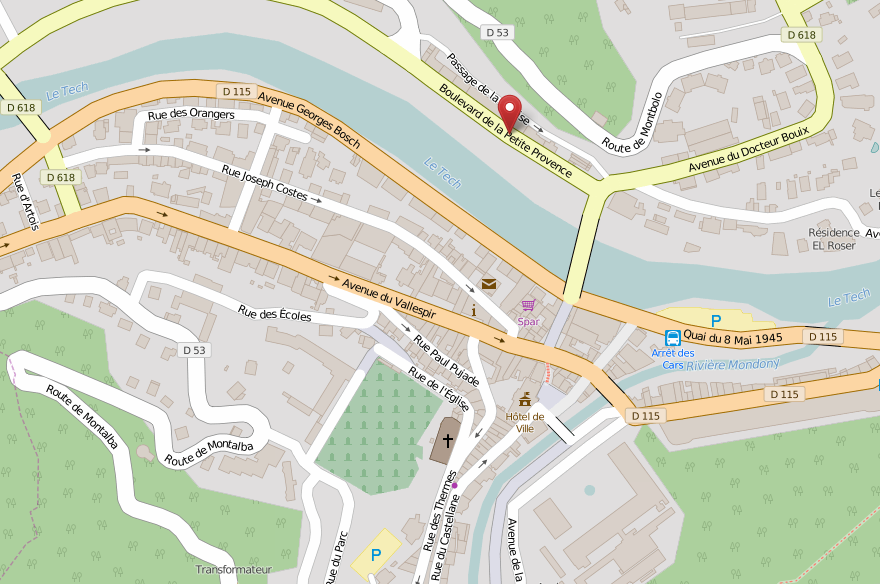 D 53
D 618
Passage de la
se
Le Tech
D 115
Boulevard de la Petite Provence
D 618
Avenue Georges Bosch
Rue des Orangers
Route de Montbolo
Avenue du Docteur Bouix
Le Tech
D 618
Rue Joseph Costes
Rue d'Artois
Le
Résidence
EL Roser
Av
Avenue du Vallespir
Le Tech
Rue des Écoles
i
Spar
P
Quai du 8 Mai 1945
D 115
Arrêt des
Cars
Rivière Mondony
D 53
Rue Paul Pujade
Rue de l'Église
Route de Montalba
D 115
D 115
Hôtel de
Ville
Route de Montalba
Rue des Thermes
Rue du Castellane
Avenue de la
Rue du Parc
P
Transformateur